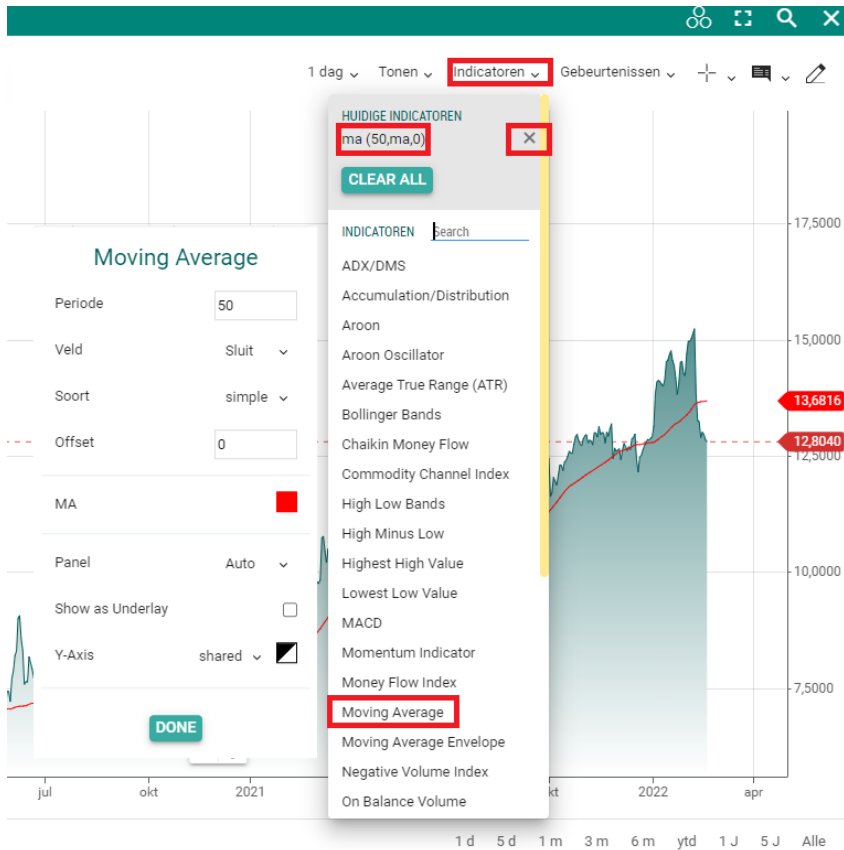 1 dag Tonen Indicatoren Gebeurtenissen
HUIDIGE INDICATOREN
ma (50,ma,0)
CLEAR ALL
INDICATOREN Search
ADX/DMS
Accumulation/Distribution
Aroon
Aroon Oscillator
Average True Range (ATR)
Bollinger Bands
Chaikin Money Flow
Commodity Channel Index
High Low Bands
High Minus Low
Highest High Value
Lowest Low Value
MACD
Momentum Indicator
Money Flow Index
Moving Average
Moving Average Envelope
Negative Volume Index
On Balance Volume
Moving Average
Periode 50
Veld Sluit
Soort simple
Offset 0
MA
Panel Auto
Show as Underlay
Y-Axis shared
DONE
17,5000
15,0000
13,6816
12,8040
12,5000
10,0000
7,5000
jul okt 2021 kt 2022 apr
1 d 5 d 1 m 3 m 6 m ytd 1 J 5 J Alle